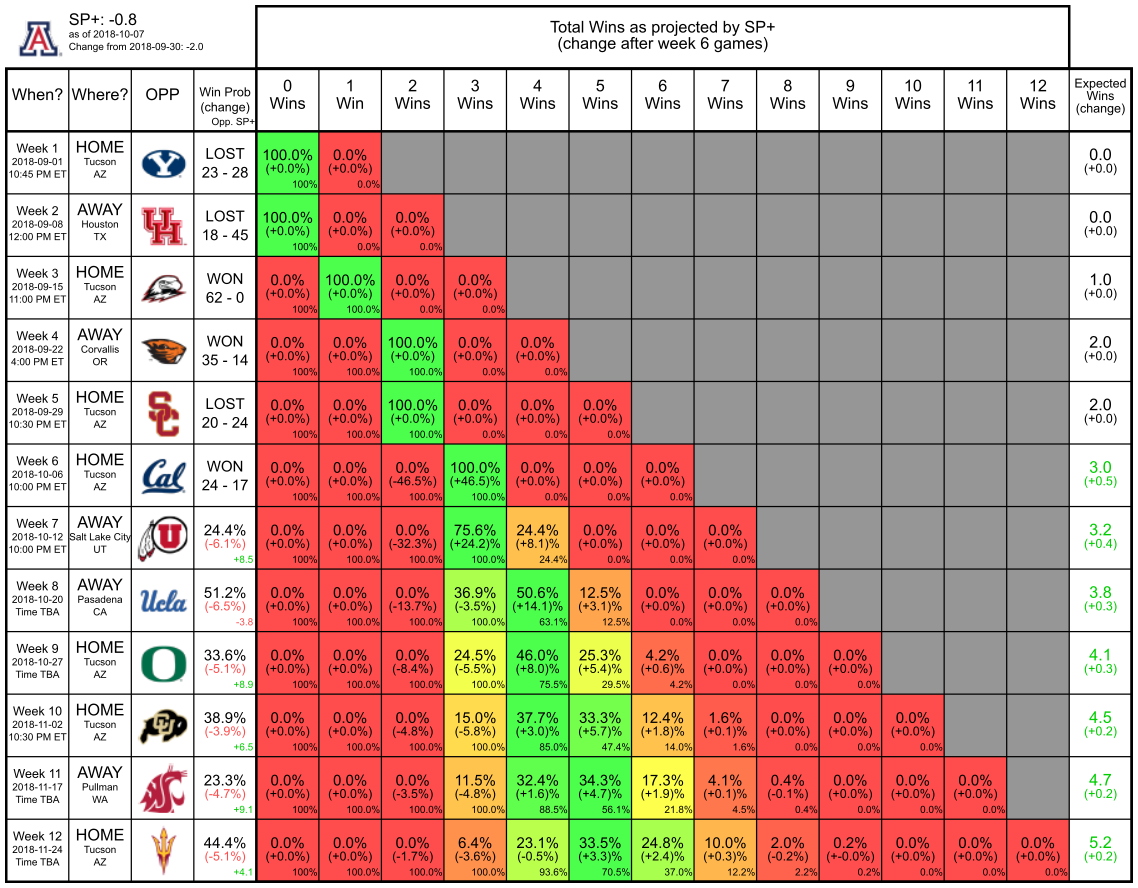 A
SP+: -0.8
as of 2018-10-07
Change from 2018-09-30: -2.0
Total Wins as projected by SP+
(change after week 6 games)
When? Where? OPP Win Prob (change) Opp. SP+ 0 Wins 1 Win 2 Wins 3 Wins 4 Wins 5 Wins 6 Wins 7 Wins 8 Wins 9 Wins 10 Wins 11 Wins 12 Wins Expected Wins (change)
Week 1 HOME LOST 100.0% 0.0% 0.0
2018-09-01 Tucson Y (+0.0%) (+0.0%) (+0.0)
10:45 PM ET AZ 23 - 28 100% 0.0%
Week 2 AWAY LOST 100.0% 0.0% 0.0% 0.0
2018-09-08 Houston UH (+0.0%) (+0.0%) (+0.0%) (+0.0)
12:00 PM ET TX 18 - 45 100% 0.0% 0.0%
Week 3 HOME WON 0.0% 100.0% 0.0% 0.0% 1.0
2018-09-15 Tucson (+0.0%) (+0.0%) (+0.0%) (+0.0%) (+0.0)
11:00 PM ET AZ 62 - 0 100% 100.0% 0.0% 0.0%
Week 4 AWAY WON 0.0% 0.0% 100.0% 0.0% 0.0% 2.0
2018-09-22 Corvallis (+0.0%) (+0.0%) (+0.0%) (+0.0%) (+0.0%) (+0.0)
4:00 PM ET OR 35 - 14 100% 100.0% 100.0% 0.0% 0.0%
Week 5 HOME LOST 0.0% 0.0% 100.0% 0.0% 0.0% 0.0% 2.0
2018-09-29 Tucson SC (+0.0%) (+0.0%) (+0.0%) (+0.0%) (+0.0%) (+0.0%) (+0.0)
10:30 PM ET AZ 20 - 24 100% 100.0% 100.0% 0.0% 0.0% 0.0%
Week 6 HOME WON 0.0% 0.0% 0.0% 100.0% 0.0% 0.0% 0.0% 3.0
2018-10-06 Tucson Cal (+0.0%) (+0.0%) (-46.5%) (+46.5)% (+0.0%) (+0.0%) (+0.0%) (+0.5)
10:00 PM ET AZ 24 - 17 100% 100.0% 100.0% 100.0% 0.0% 0.0% 0.0%
Week 7 AWAY 24.4% 0.0% 0.0% 0.0% 75.6% 24.4% 0.0% 0.0% 0.0% 3.2
2018-10-12 Salt Lake City U (-6.1%) (+0.0%) (+0.0%) (-32.3%) (+24.2)% (+8.1)% (+0.0%) (+0.0%) (+0.0%) (+0.4)
10:00 PM ET UT +8.5 100% 100.0% 100.0% 100.0% 24.4% 0.0% 0.0% 0.0%
Week 8 AWAY 51.2% 0.0% 0.0% 0.0% 36.9% 50.6% 12.5% 0.0% 0.0% 0.0% 3.8
2018-10-20 Pasadena Ucla (-6.5%) (+0.0%) (+0.0%) (-13.7%) (-3.5%) (+14.1)% (+3.1)% (+0.0%) (+0.0%) (+0.0%) (+0.3)
Time TBA CA -3.8 100% 100.0% 100.0% 100.0% 63.1% 12.5% 0.0% 0.0% 0.0%
Week 9 HOME 33.6% 0.0% 0.0% 0.0% 24.5% 46.0% 25.3% 4.2% 0.0% 0.0% 0.0% 4.1
2018-10-27 Tucson O (-5.1%) (+0.0%) (+0.0%) (-8.4%) (-5.5%) (+8.0)% (+5.4)% (+0.6)% (+0.0%) (+0.0%) (+0.0%) (+0.3)
Time TBA AZ +8.9 100% 100.0% 100.0% 100.0% 75.5% 29.5% 4.2% 0.0% 0.0% 0.0%
Week 10 HOME 38.9% 0.0% 0.0% 0.0% 15.0% 37.7% 33.3% 12.4% 1.6% 0.0% 0.0% 0.0% 4.5
2018-11-02 Tucson CU (-3.9%) (+0.0%) (+0.0%) (-4.8%) (-5.8%) (+3.0)% (+5.7)% (+1.8)% (+0.1)% (+0.0%) (+0.0%) (+0.0%) (+0.2)
10:30 PM ET AZ +6.5 100% 100.0% 100.0% 100.0% 85.0% 47.4% 14.0% 1.6% 0.0% 0.0% 0.0%
Week 11 AWAY 23.3% 0.0% 0.0% 0.0% 11.5% 32.4% 34.3% 17.3% 4.1% 0.4% 0.0% 0.0% 0.0% 4.7
2018-11-17 Pullman (-4.7%) (+0.0%) (+0.0%) (-3.5%) (-4.8%) (+1.6)% (+4.7)% (+1.9)% (+0.1)% (-0.1%) (+0.0%) (+0.0%) (+0.0%) (+0.2)
Time TBA WA +9.1 100% 100.0% 100.0% 100.0% 88.5% 56.1% 21.8% 4.5% 0.4% 0.0% 0.0% 0.0%
Week 12 HOME 44.4% 0.0% 0.0% 0.0% 6.4% 23.1% 33.5% 24.8% 10.0% 2.0% 0.2% 0.0% 0.0% 0.0% 5.2
2018-11-24 Tucson (-5.1%) (+0.0%) (+0.0%) (-1.7%) (-3.6%) (-0.5%) (+3.3)% (+2.4)% (+0.3)% (-0.2%) (+-0.0%) (+0.0%) (+0.0%) (+0.0%) (+0.2)
Time TBA AZ +4.1 100% 100.0% 100.0% 100.0% 93.6% 70.5% 37.0% 12.2% 2.2% 0.2% 0.0% 0.0% 0.0%